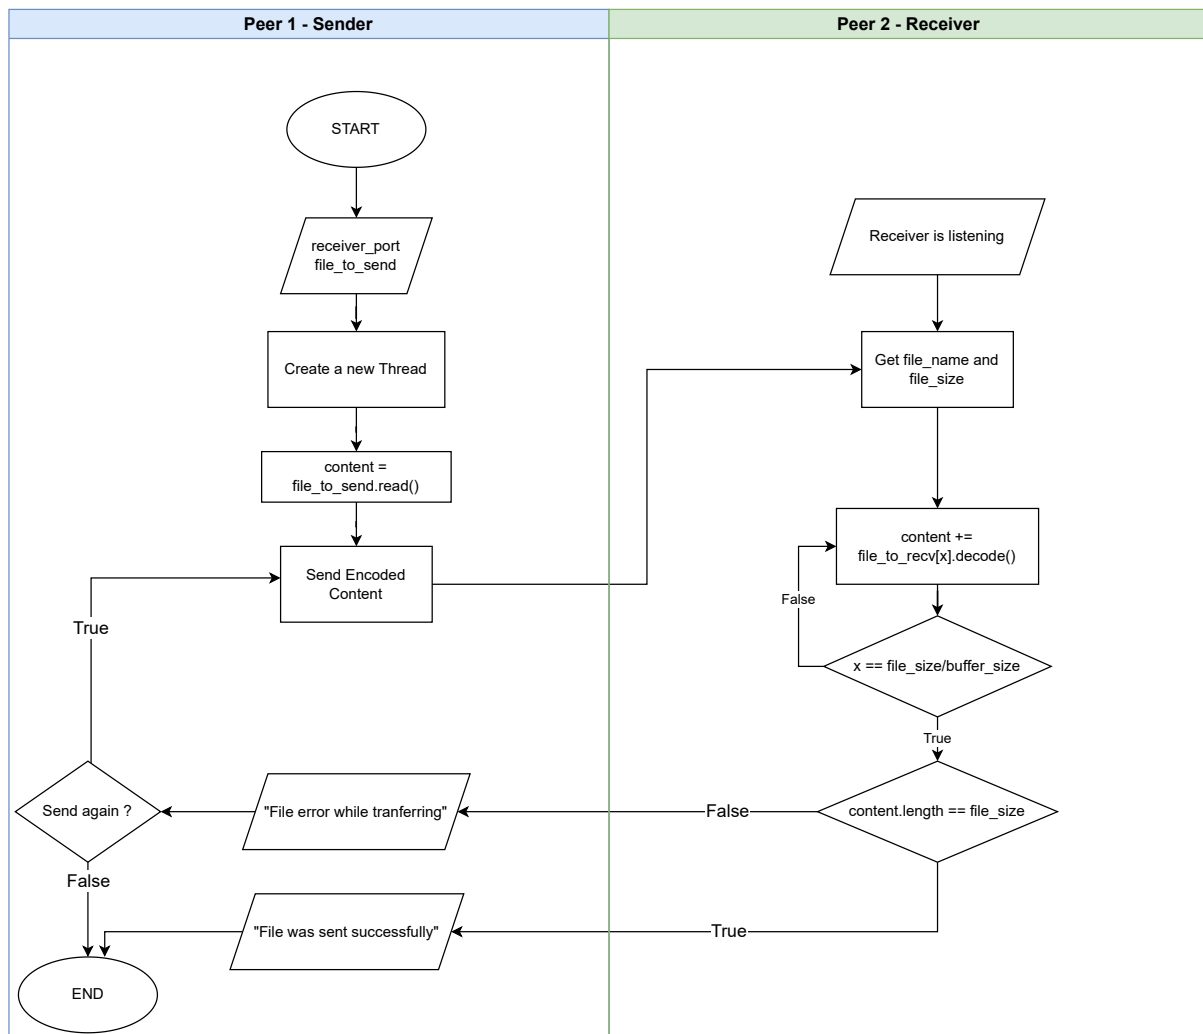 Peer 1 - Sender
Peer 2 - Receiver
START
receiver_port
file_to_send
Receiver is listening
Create a new Thread
Get file_name and
file_size
content =
file_to_send.read()
content +=
file_to_recv[x].decode()
Send Encoded
Content
False
True
x == file_size/buffer_size
True
Send again ?
"File error while tranferring"
False
content.length == file_size
False
"File was sent successfully"
True
END